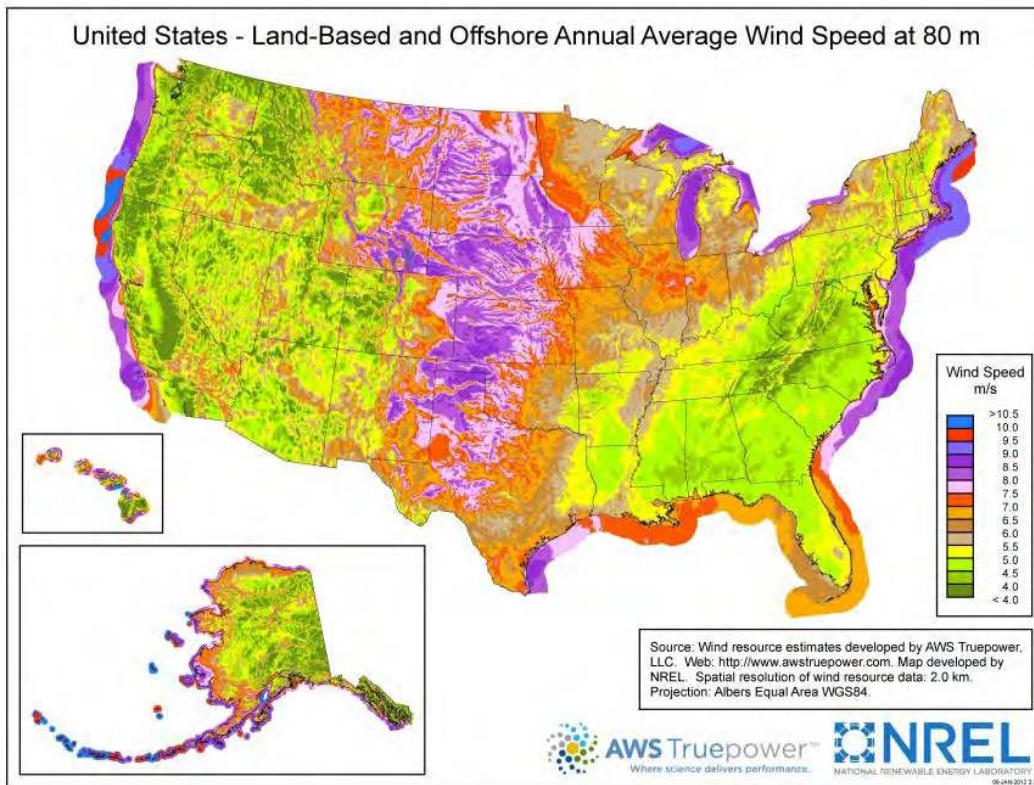 United States - Land-Based and Offshore Annual Average Wind Speed at 80 m
Wind Speed
m/s
>10.5
10.0
9.5
9.0
8.5
8.0
7.5
7.0
6.5
6.0
5.5
5.0
4.5
< 4.0
Source: Wind resource estimates developed by AWS Truepower,
LLC. Web: http://www.awstruepower.com. Map developed by
NREL. Spatial resolution of wind resource data: 2.0 km.
Projection: Albers Equal Area WGS84.
AWS Truepower™
Where science delivers performance.
NREL
NATIONAL RENEWABLE ENERGY LABORATORY